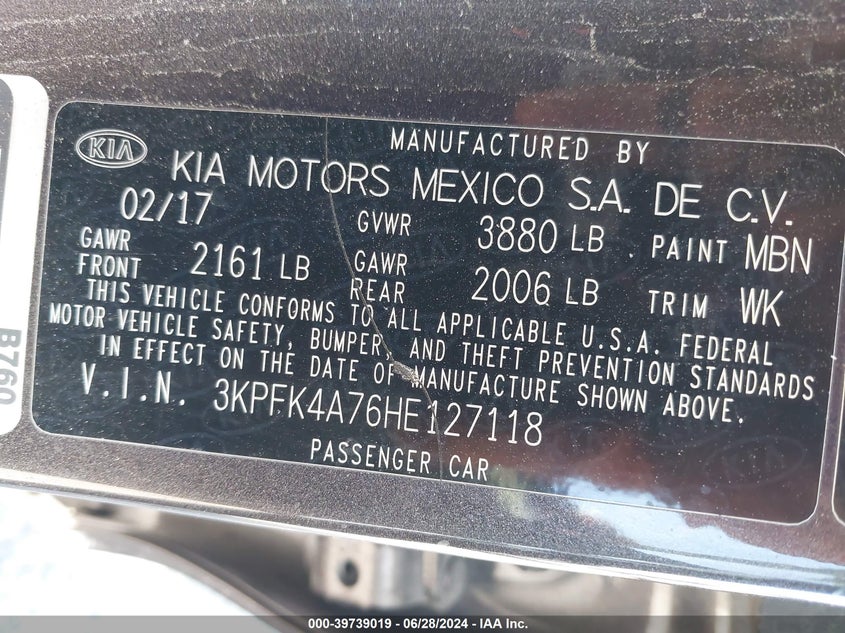 MANUFACTURED BY
KIA KIA MOTORS MEXICO S.A. DE C.V.
02/17 GVWR 3880 LB PAINT MBN
GAWR FRONT 2161 LB GAWR REAR 2006 LB TRIM WK
THIS VEHICLE CONFORMS TO ALL APPLICABLE U.S.A. FEDERAL
MOTOR VEHICLE SAFETY, BUMPER, AND THEFT PREVENTION STANDARDS
IN EFFECT ON THE DATE OF MANUFACTURE SHOWN ABOVE.
V.I.N. 3KPFK4A76HE127118
PASSENGER CAR
B760
000-39739019 - 06/28/2024 - IAA Inc.